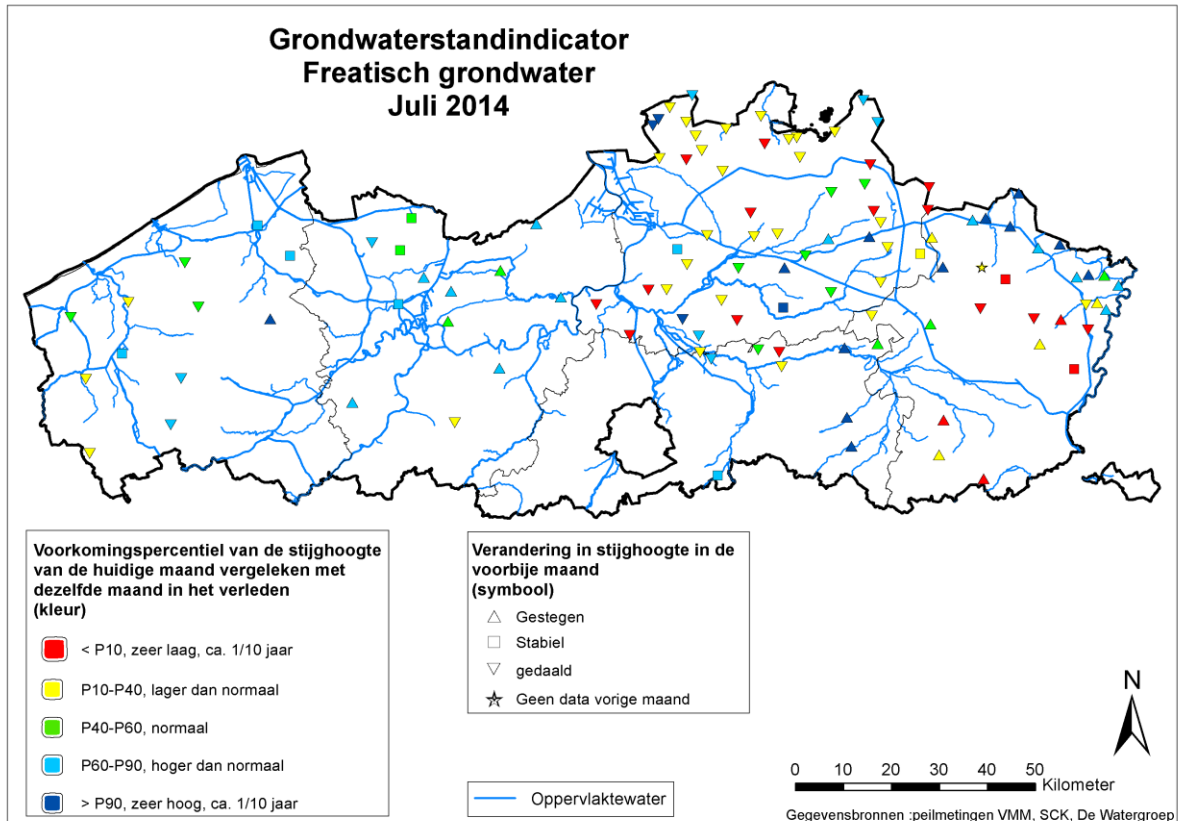 Grondwaterstandindicator
Freatisch grondwater
Juli 2014
Voorkomingspercentiel van de stijghoogte
van de huidige maand vergeleken met
dezelfde maand in het verleden
(kleur)
< P10, zeer laag, ca. 1/10 jaar
P10-P40, lager dan normaal
P40-P60, normaal
P60-P90, hoger dan normaal
> P90, zeer hoog, ca. 1/10 jaar
Verandering in stijghoogte in de
voorbije maand
(symbool)
Gestegen
Stabiel
gedaald
Geen data vorige maand
Oppervlaktewater
N
0 10 20 30 40 50
Kilometer
Gegevensbronnen :peilmetingen VMM, SCK, De Watergroep